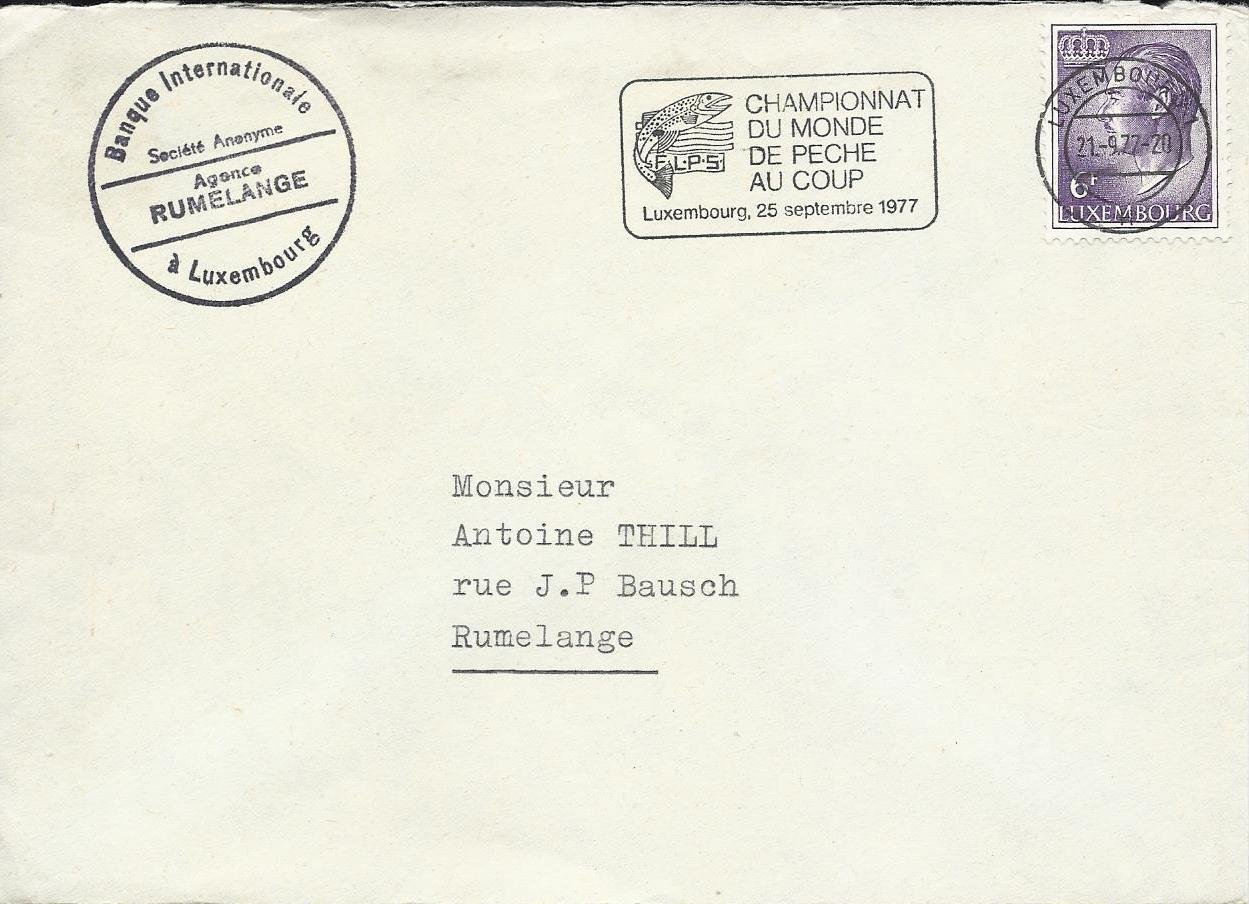 Banque Internationale
Société Anonyme
Agence
RUMELANGE
à Luxembourg
F.L.P.S.
CHAMPIONNAT
DU MONDE
DE PECHE
AU COUP
Luxembourg, 25 septembre 1977
LUXEMBOURG
21.-9.77-20
6F
LUXEMBOURG
Monsieur
Antoine THILL
rue J.P Bausch
Rumelange